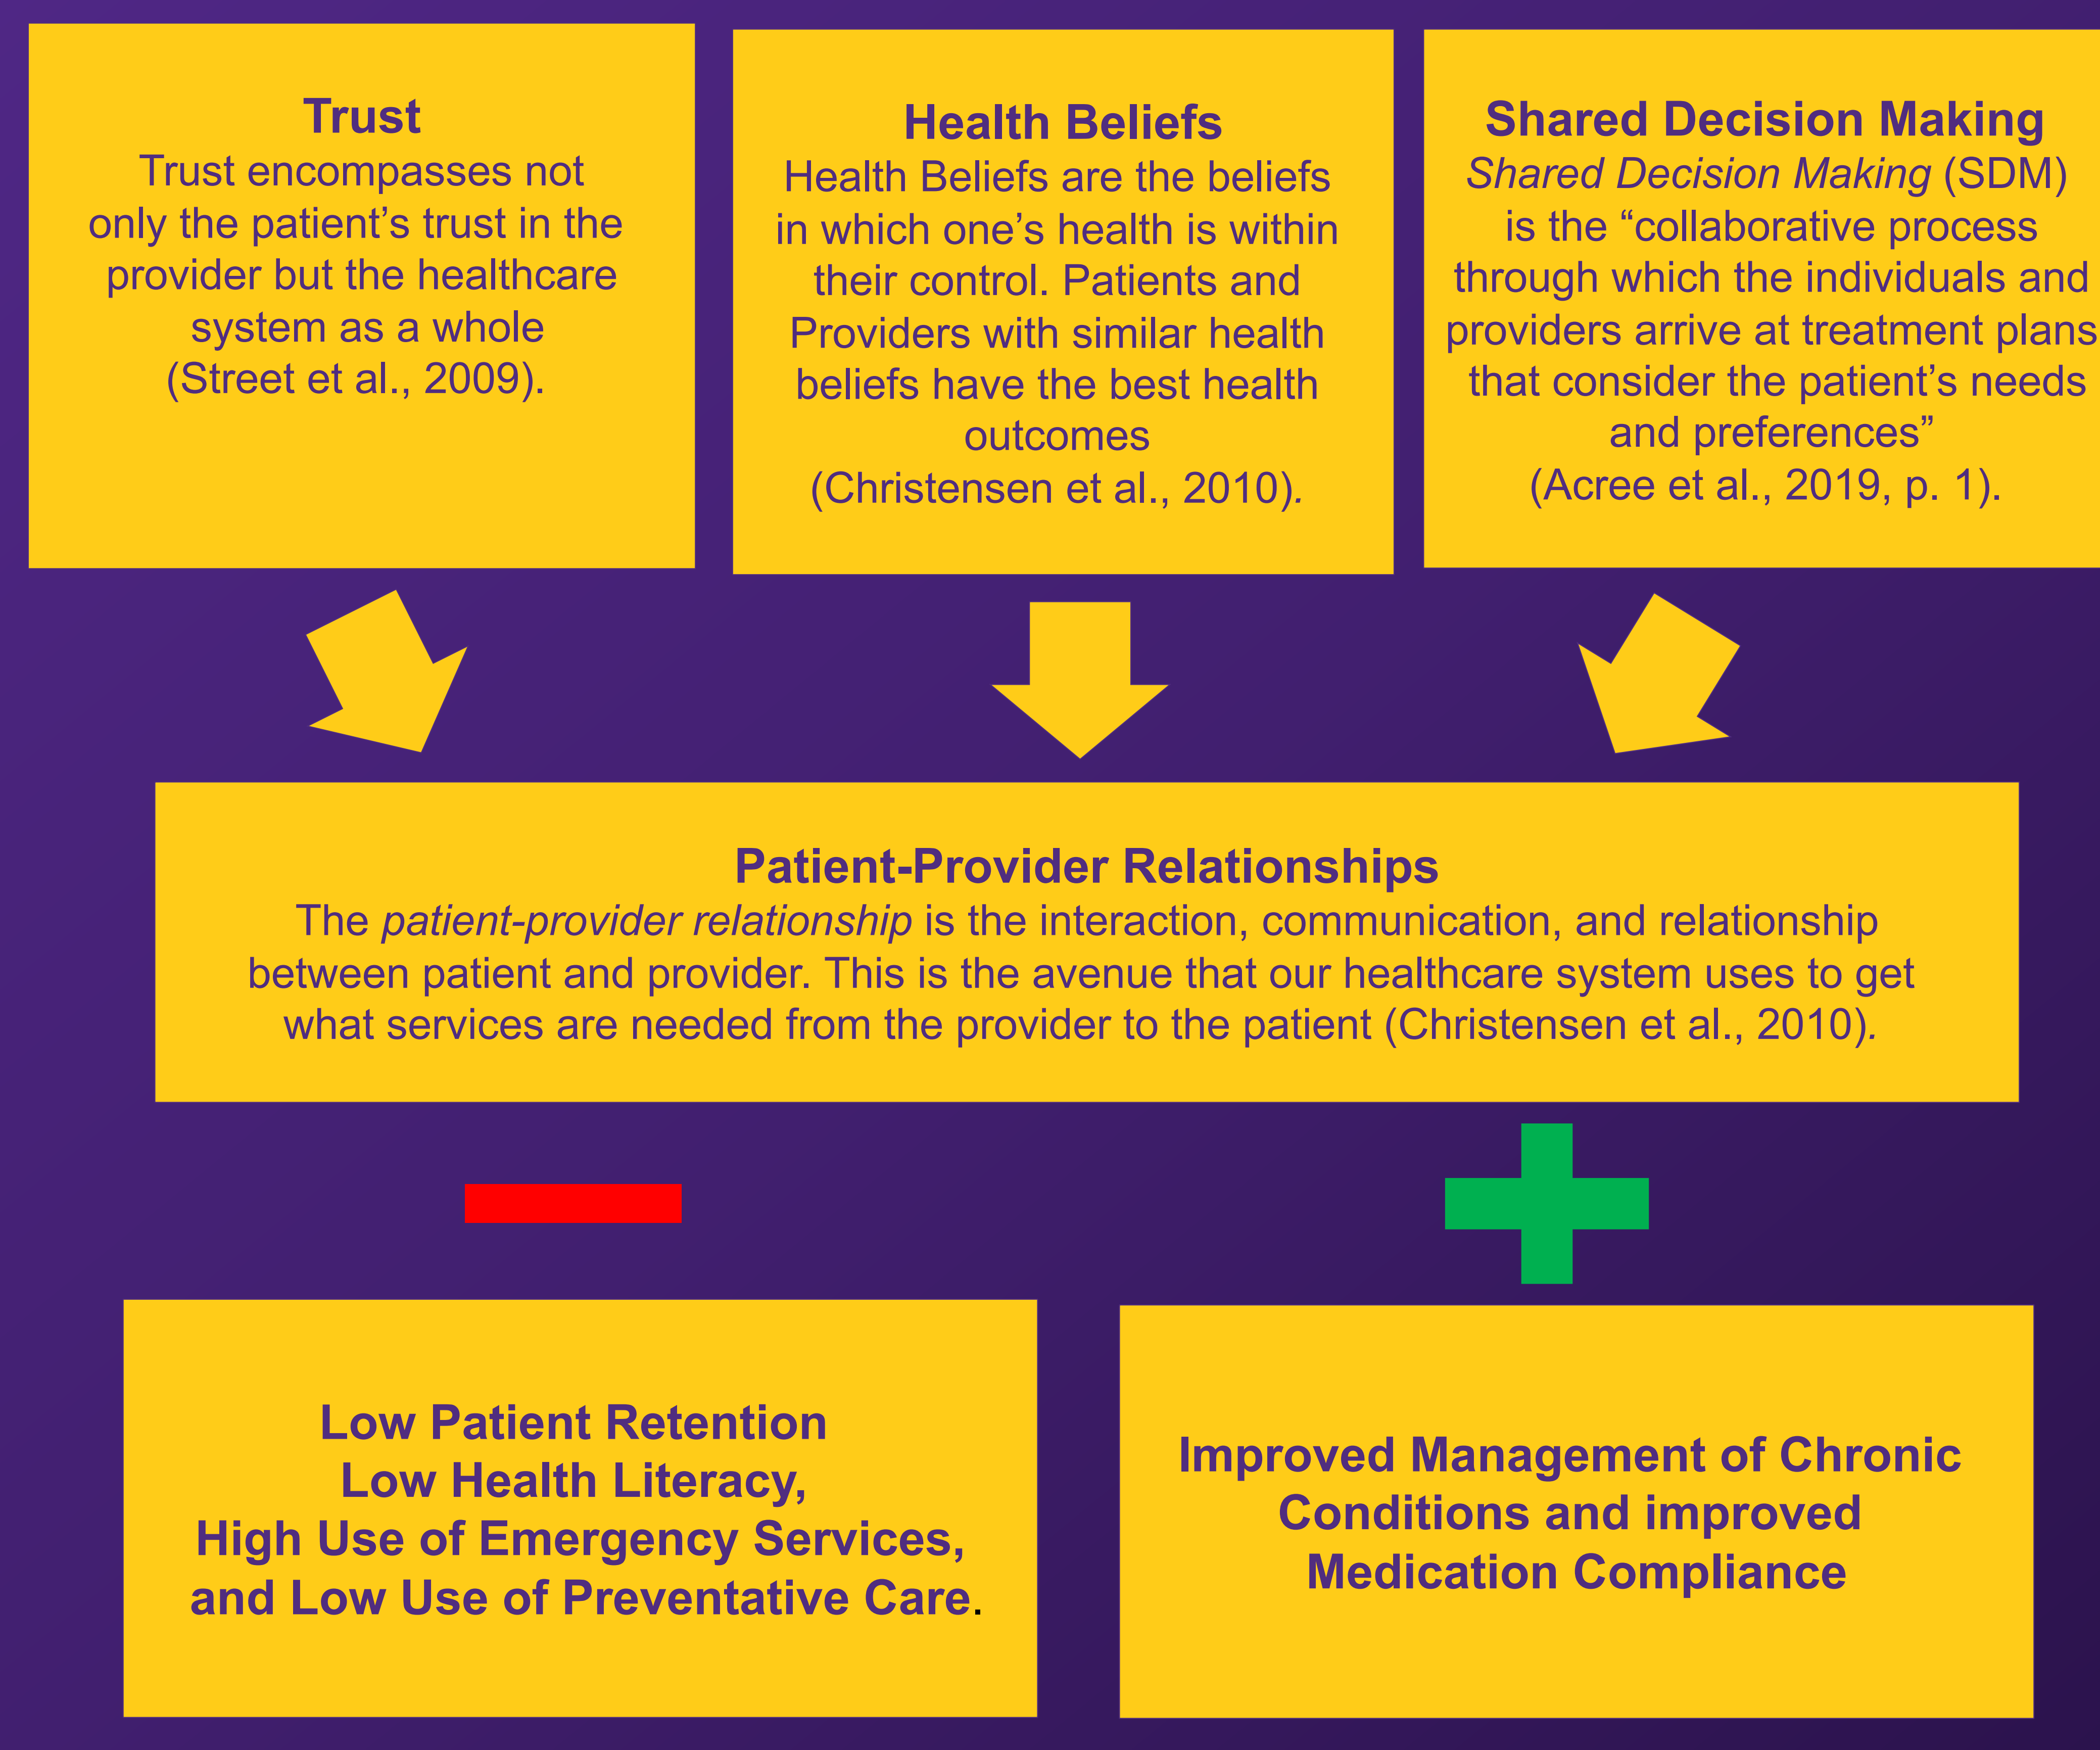 Trust
Trust encompasses not
only the patient’s trust in the
provider but the healthcare
system as a whole
(Street et al., 2009).
Health Beliefs
Health Beliefs are the beliefs
in which one’s health is within
their control. Patients and
Providers with similar health
beliefs have the best health
outcomes
(Christensen et al., 2010).
Shared Decision Making
Shared Decision Making (SDM)
is the “collaborative process
through which the individuals and
providers arrive at treatment plans
that consider the patient’s needs
and preferences”
(Acree et al., 2019, p. 1).
Patient-Provider Relationships
The patient-provider relationship is the interaction, communication, and relationship
between patient and provider. This is the avenue that our healthcare system uses to get
what services are needed from the provider to the patient (Christensen et al., 2010).
Low Patient Retention
Low Health Literacy,
High Use of Emergency Services,
and Low Use of Preventative Care.
Improved Management of Chronic
Conditions and improved
Medication Compliance